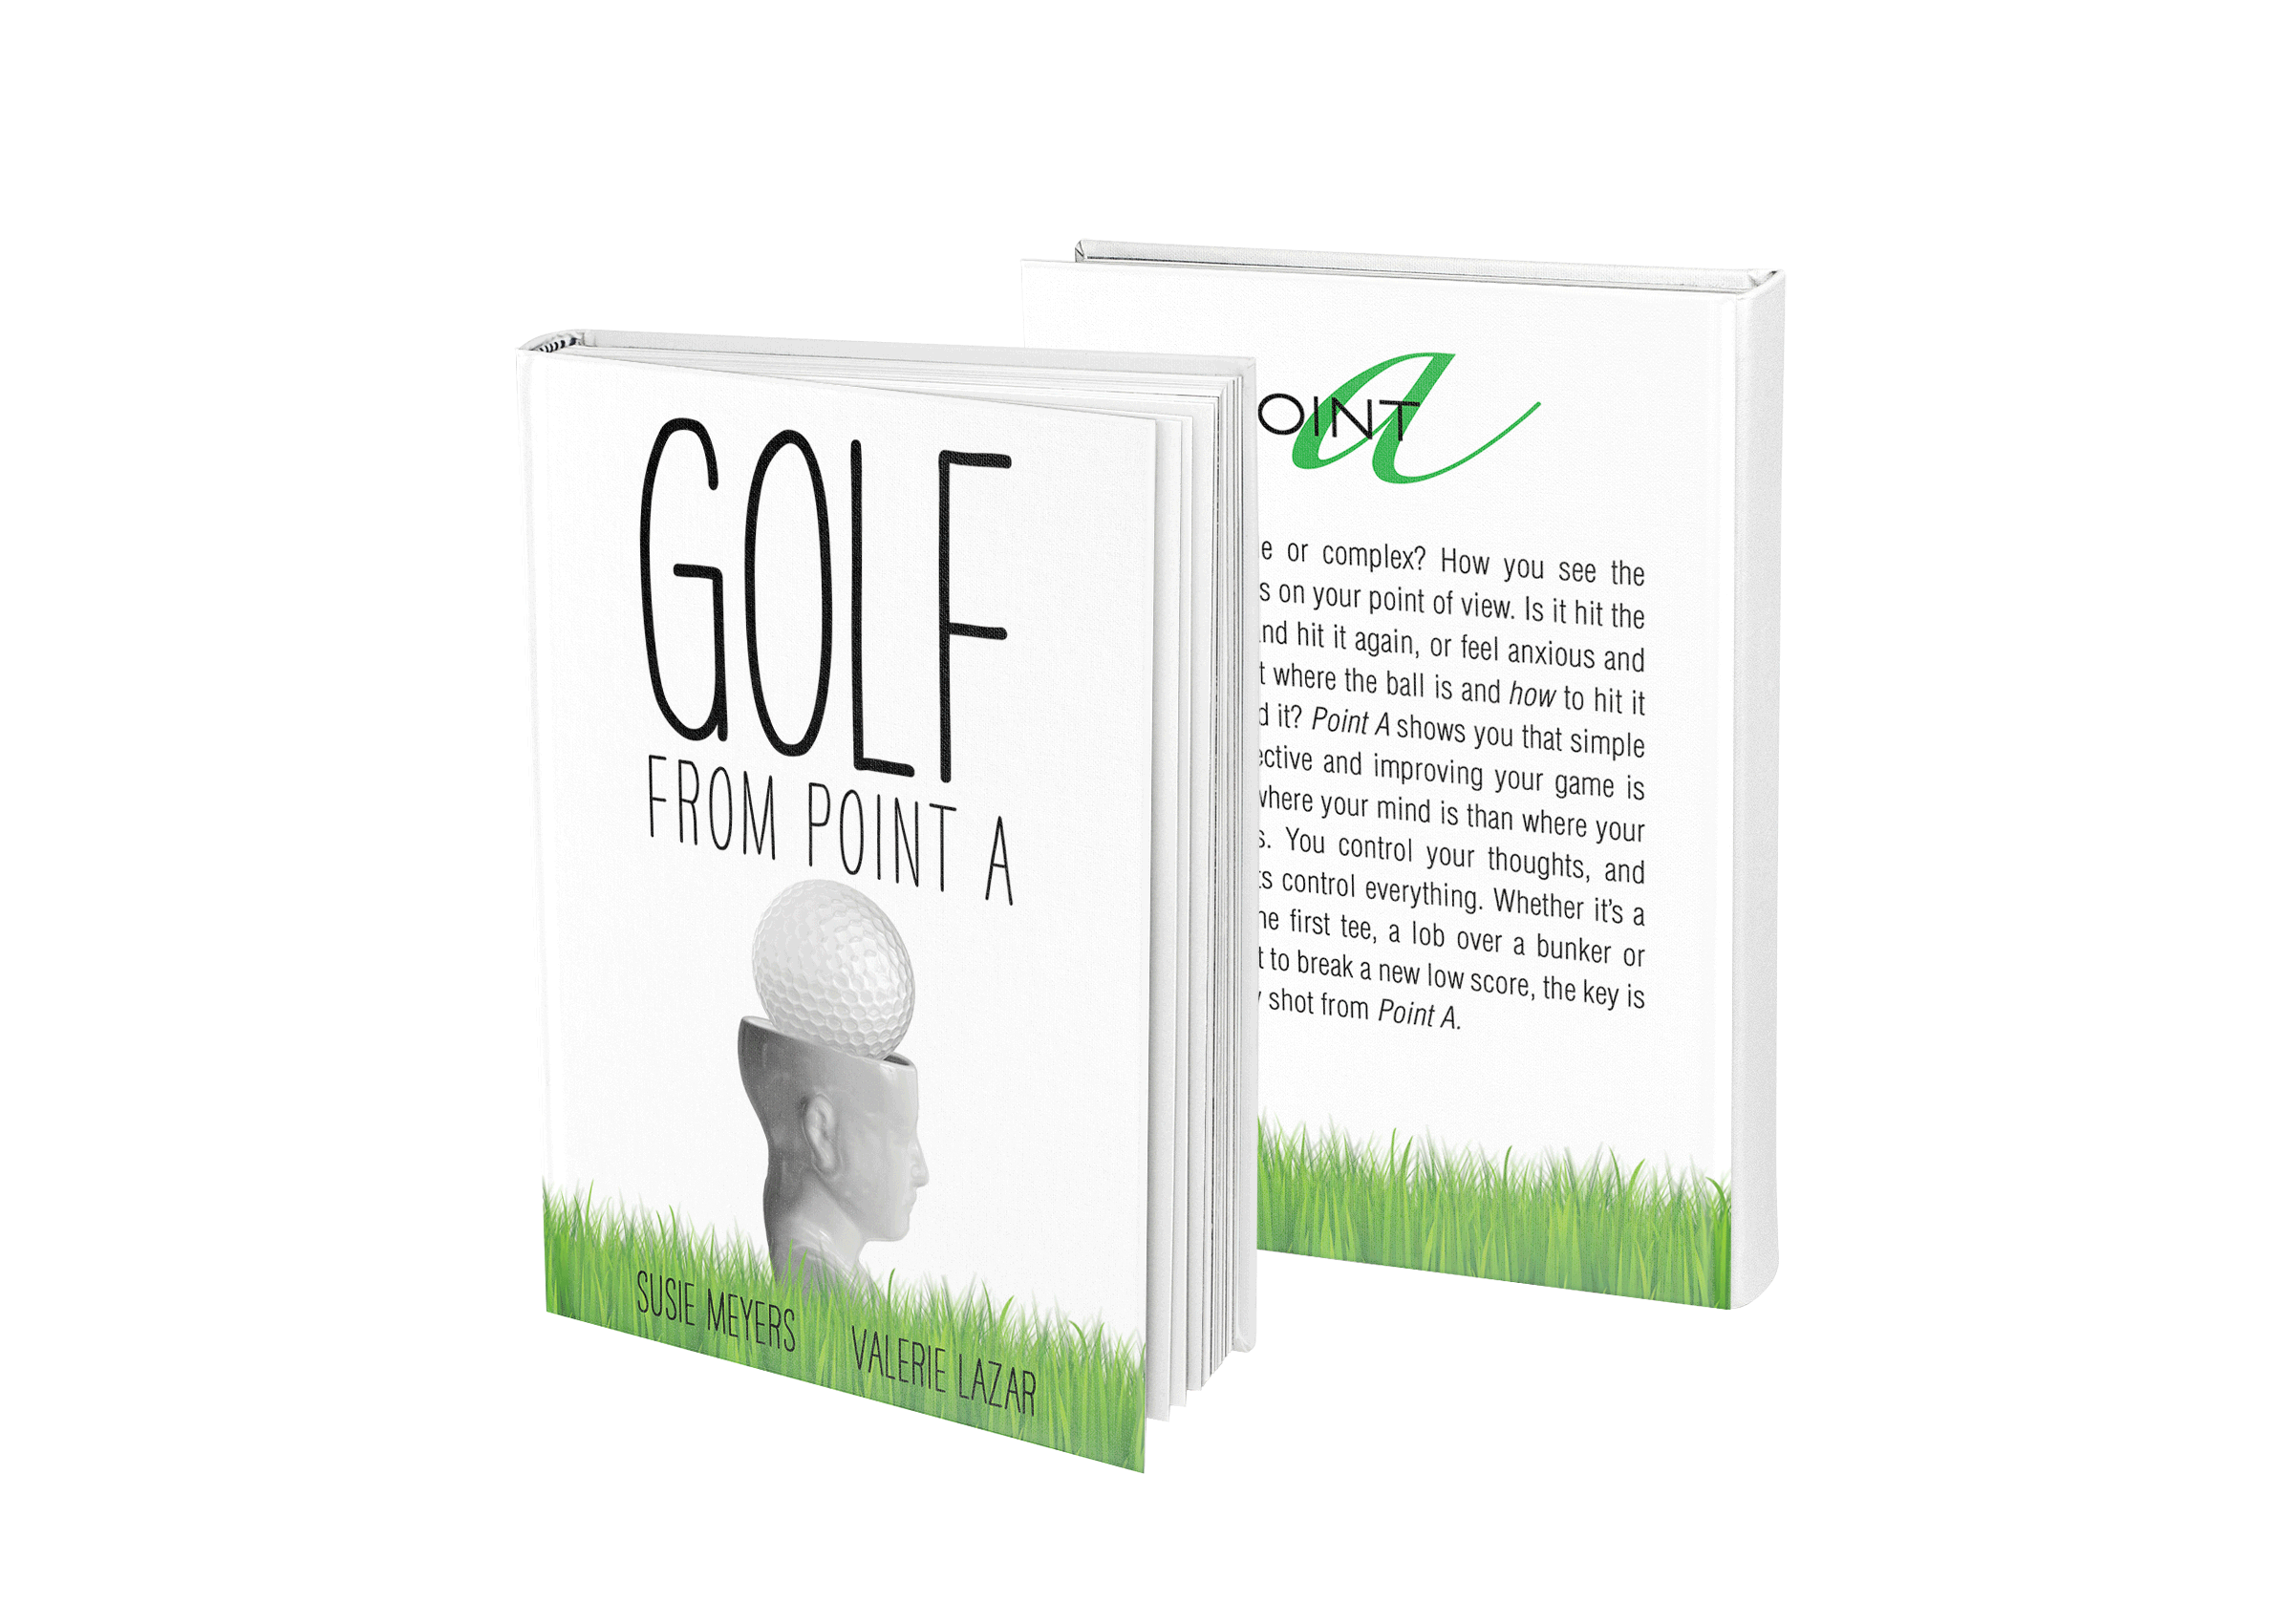 GOLF
FROM POINT A
SUSIE MEYERS VALERIE LAZAR
OINT
a
or complex? How you see the
on your point of view. Is it hit the
hit it again, or feel anxious and
where the ball is and how to hit it
it? Point A shows you that simple
and improving your game is
where your mind is than where your
You control your thoughts, and
control everything. Whether it's a
first tee, a lob over a bunker or
to break a new low score, the key is
shot from Point A.